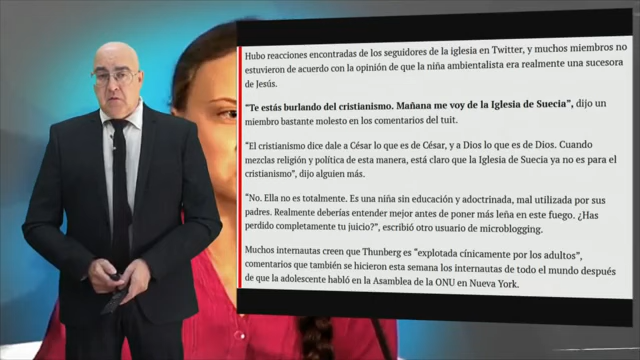 Hubo reacciones encontradas de los seguidores de la iglesia en Twitter, y muchos miembros no
estuvieron de acuerdo con la opinión de que la niña ambientalista era realmente una sucesora
de Jesús.
“Te estás burlando del cristianismo. Mañana me voy de la Iglesia de Suecia”, dijo un
miembro bastante molesto en los comentarios del tuit.
“El cristianismo dice dale a César lo que es de César, y a Dios lo que es de Dios. Cuando
mezclas religión y política de esta manera, está claro que la Iglesia de Suecia ya no es para el
cristianismo”, dijo alguien más.
“No. Ella no es totalmente. Es una niña sin educación y adoctrinada, mal utilizada por sus
padres. Realmente deberías entender mejor antes de poner más leña en este fuego. ¿Has
perdido completamente tu juicio?”, escribió otro usuario de microblogging.
Muchos internautas creen que Thunberg es “explotada cínicamente por los adultos”,
comentarios que también se hicieron esta semana los internautas de todo el mundo después
de que la adolescente habló en la Asamblea de la ONU en Nueva York.